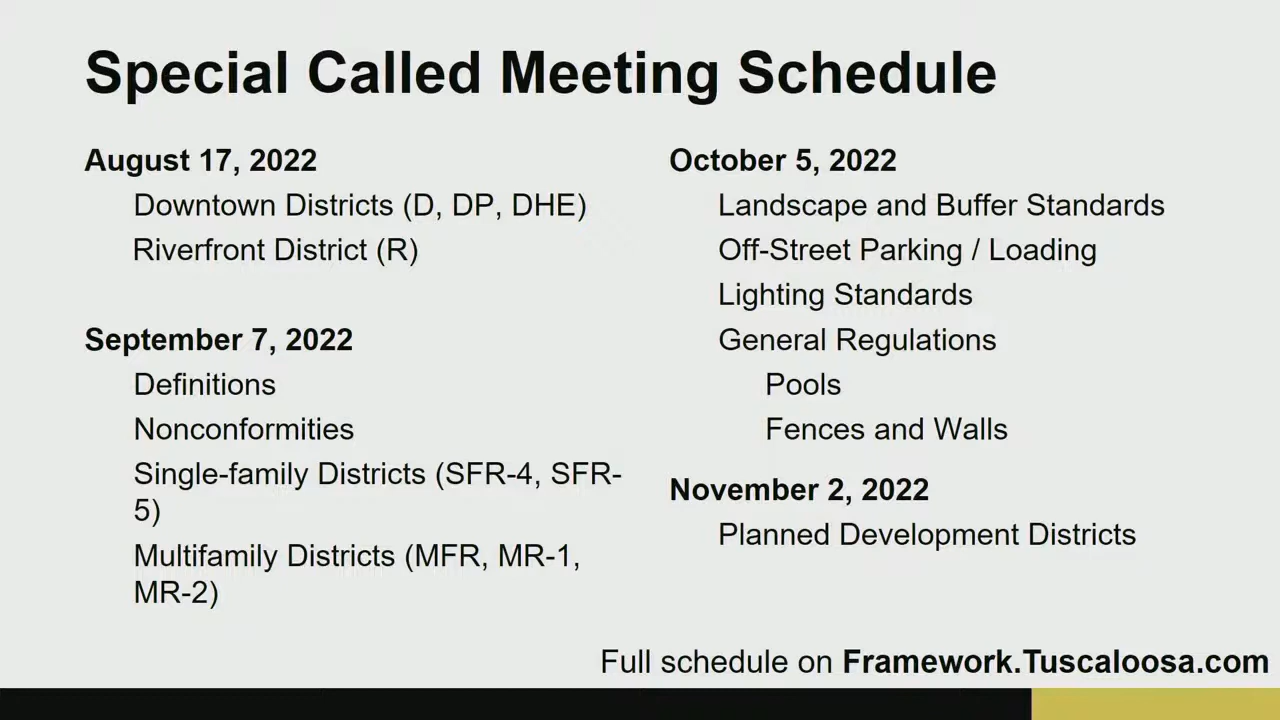 Special Called Meeting Schedule
August 17, 2022
Downtown Districts (D, DP, DHE)
Riverfront District (R)
September 7, 2022
Definitions
Nonconformities
Single-family Districts (SFR-4, SFR-
5)
Multifamily Districts (MFR, MR-1,
MR-2)
October 5, 2022
Landscape and Buffer Standards
Off-Street Parking / Loading
Lighting Standards
General Regulations
Pools
Fences and Walls
November 2, 2022
Planned Development Districts
Full schedule on Framework.Tuscaloosa.com